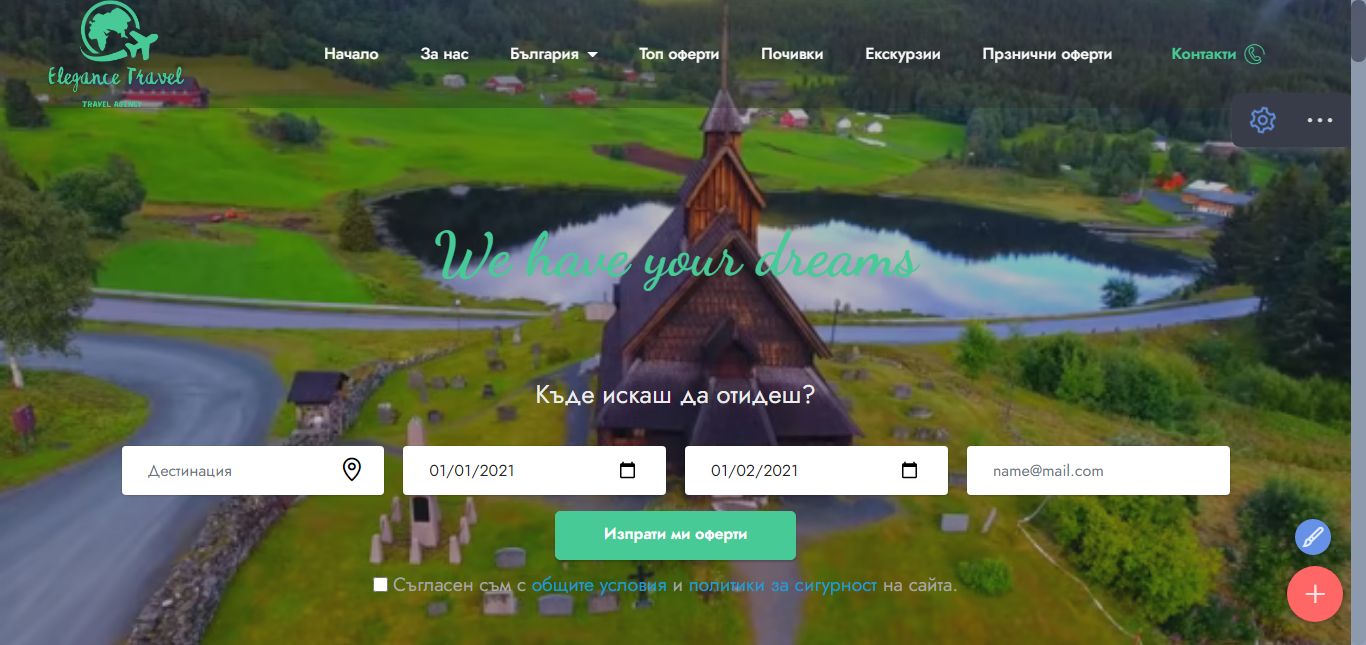 Elegance Travel
TRAVEL AGENCY
Начало За нас България Топ оферти Почивки Екскурзии Прзнични оферти Контакти
We have your dreams
Къде искаш да отидеш?
Дестинация 01/01/2021 01/02/2021 name@mail.com
Изпрати ми оферти
Съгласен съм с общите условия и политики за сигурност на сайта.